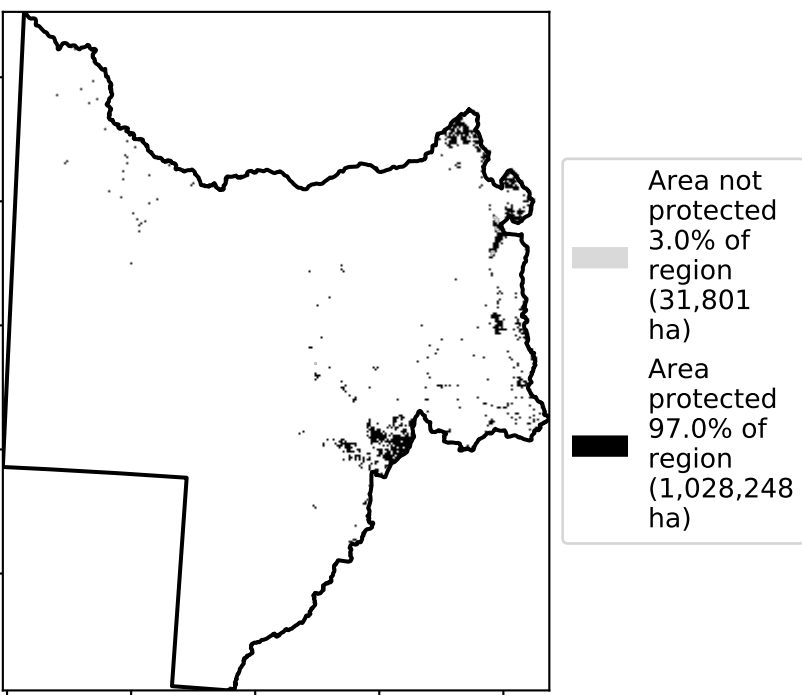 Area not
protected
3.0% of
region
(31,801
ha)
Area
protected
97.0% of
region
(1,028,248
ha)